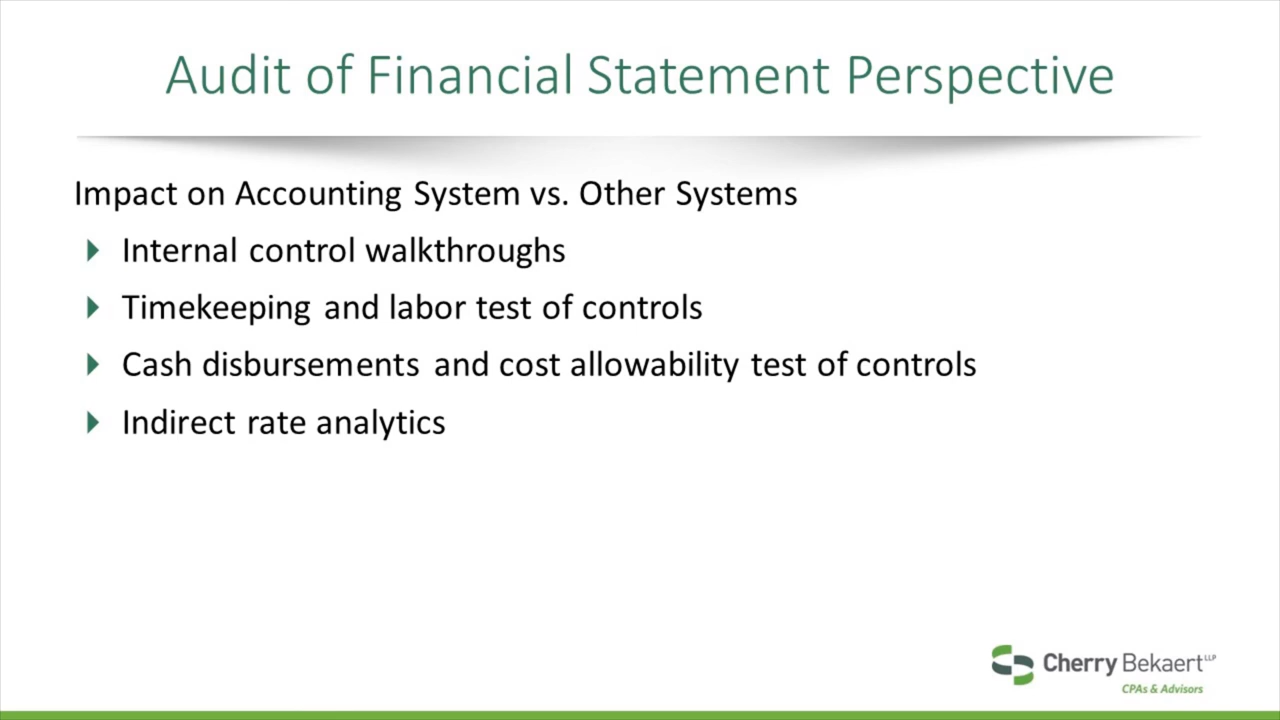 Audit of Financial Statement Perspective
Impact on Accounting System vs. Other Systems
Internal control walkthroughs
Timekeeping and labor test of controls
Cash disbursements and cost allowability test of controls
Indirect rate analytics
Cherry Bekaert LLP
CPAs & Advisors